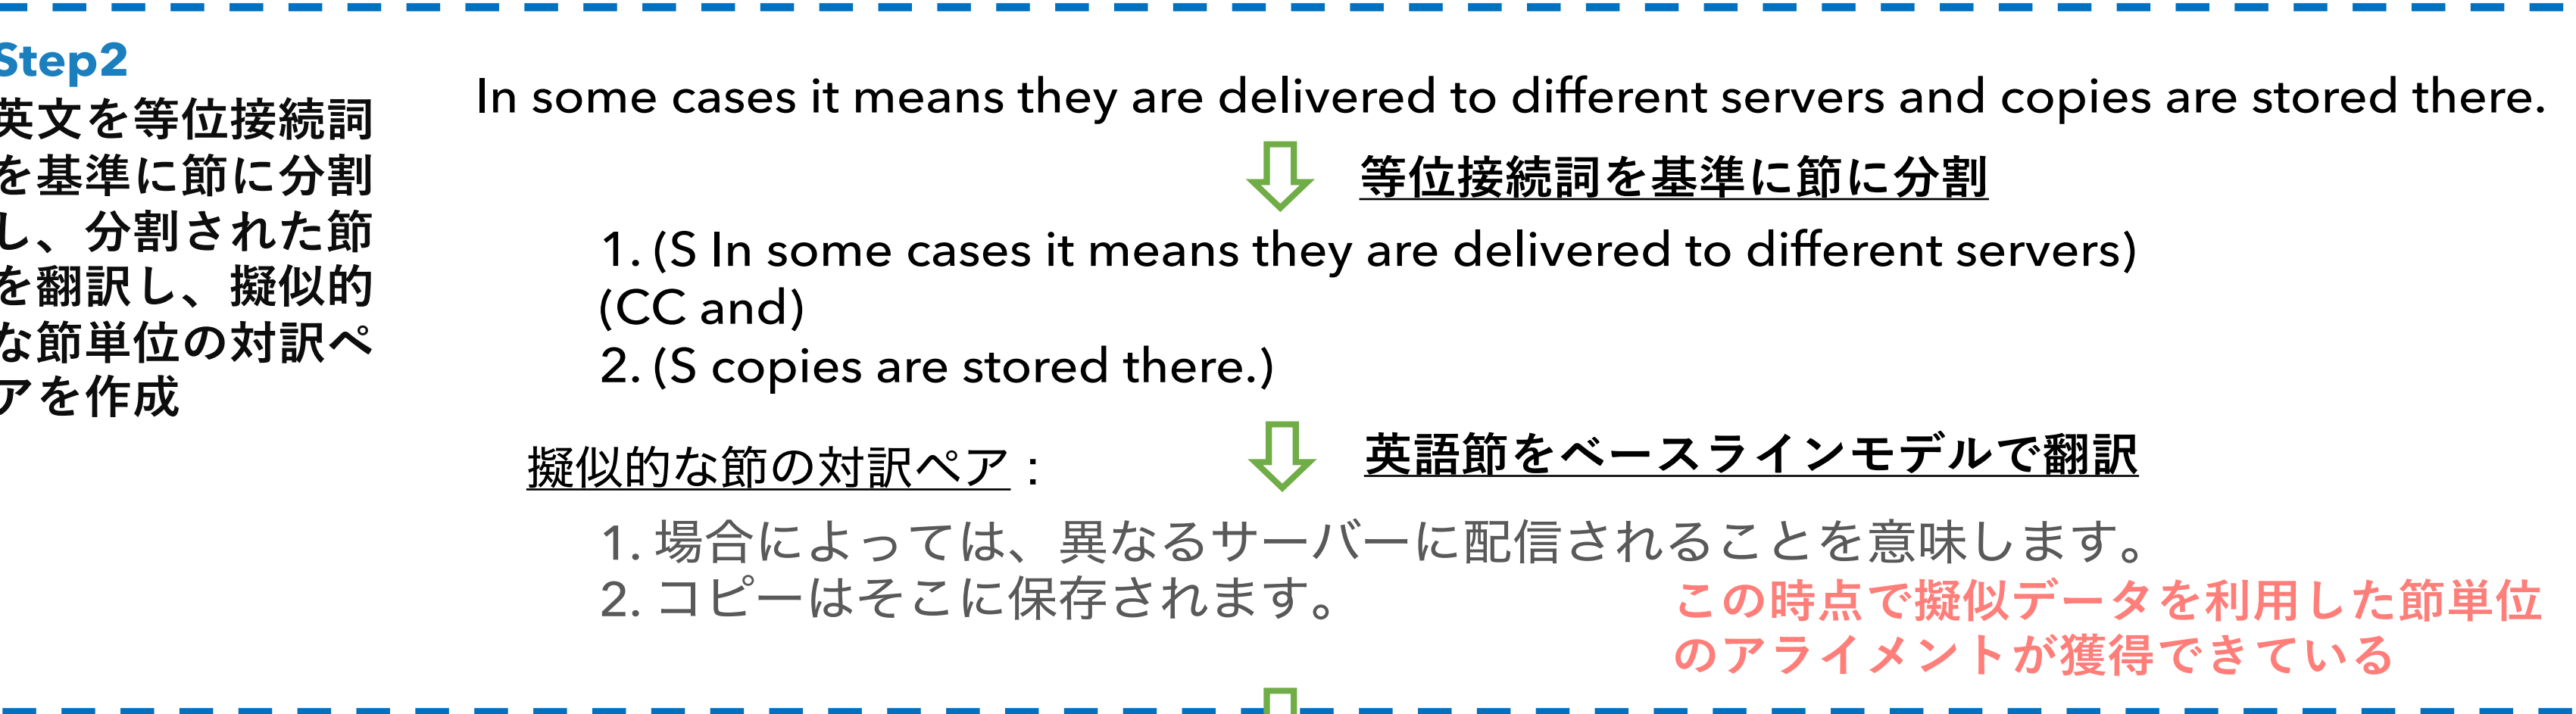 Step2
英文を等位接続詞
を基準に節に分割
し、分割された節
を翻訳し、擬似的
な節単位の対訳ペ
アを作成
In some cases it means they are delivered to different servers and copies are stored there.
等位接続詞を基準に節に分割
1. (S In some cases it means they are delivered to different servers)
(CC and)
2. (S copies are stored there.)
英語節をベースラインモデルで翻訳
擬似的な節の対訳ペア：
1. 場合によっては、異なるサーバーに配信されることを意味します。
2. コピーはそこに保存されます。
この時点で擬似データを利用した節単位
のアライメントが獲得できている